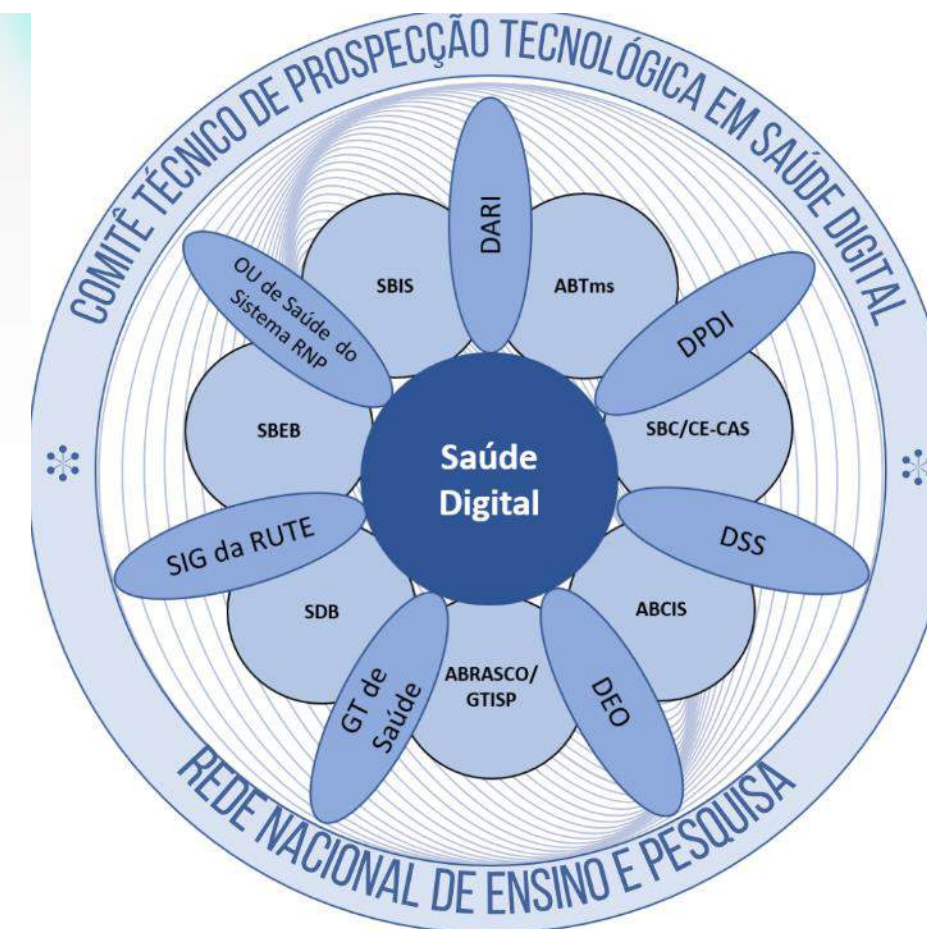 COMITÊ TÉCNICO DE PROSPECÇÃO TECNOLÓGICA EM SAÚDE DIGITAL
DARI
SBIS
ABTms
OU de Saúde do
Sistema RNP
DPDI
SBEB
SBC/CE-CAS
Saúde
Digital
SIG da RUTE
DSS
SDB
ABCIS
GT de
Saúde
ABRASCO/
GTISP
DEO
REDE NACIONAL DE ENSINO E PESQUISA